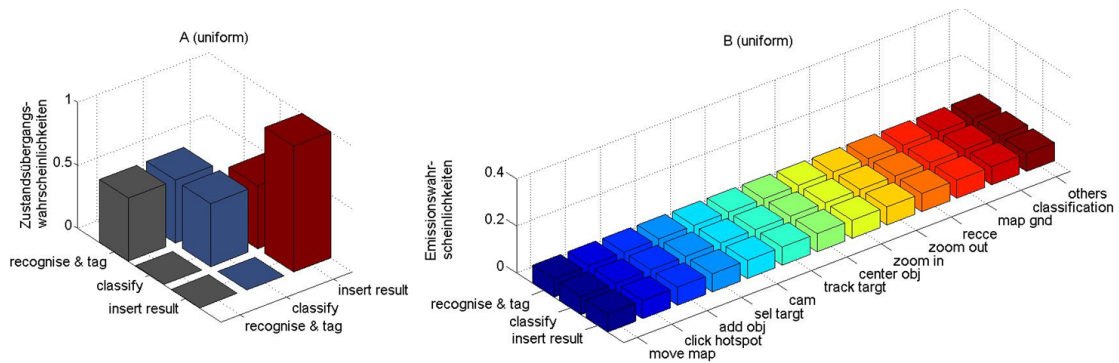 A (uniform)
Zustandsübergangs-
wahrscheinlichkeiten
1
0.5
0
recognise & tag
classify
insert result
insert result
classify
recognise & tag
B (uniform)
Emissionswahr-
scheinlichkeiten
0.4
0.2
0
recognise & tag
classify
insert result
others
classification
map gnd
recce
zoom out
zoom in
center obj
track targt
cam
sel targt
add obj
click hotspot
move map